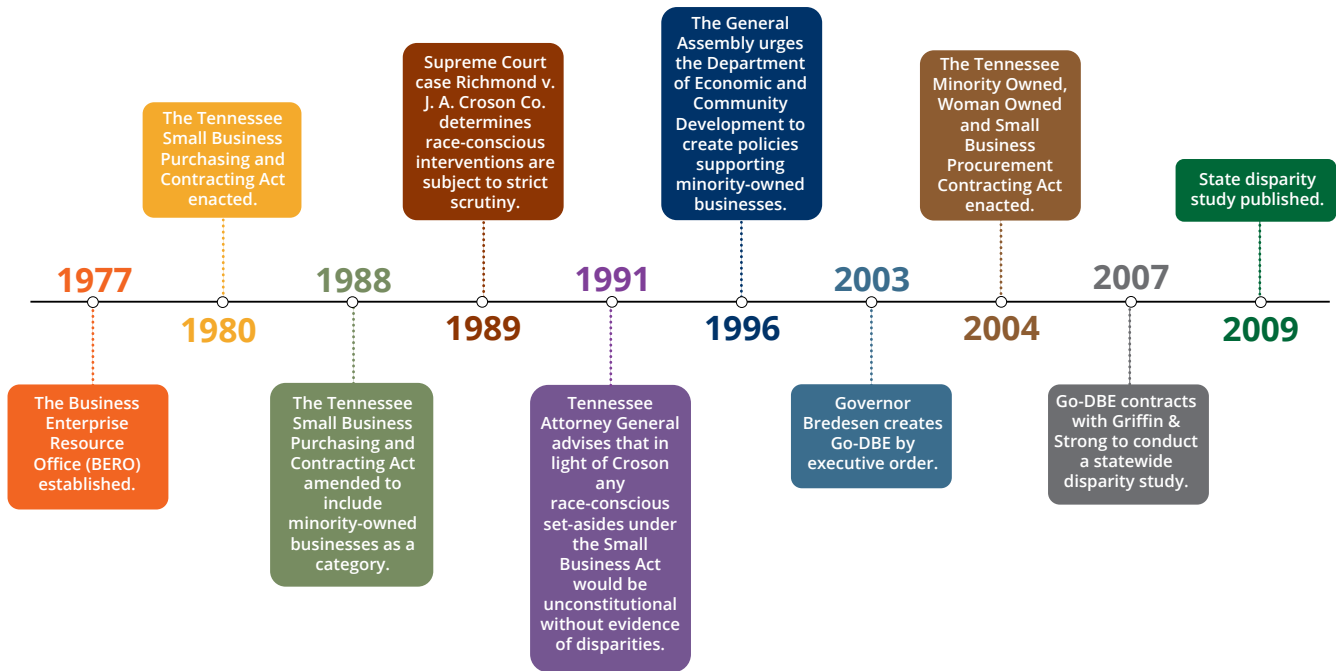 1977
The Business
Enterprise
Resource
Office (BERO)
established.
The Tennessee
Small Business
Purchasing and
Contracting Act
enacted.
1980
1988
The Tennessee
Small Business
Purchasing and
Contracting Act
amended to
include
minority-owned
businesses as a
category.
Supreme Court
case Richmond v.
J. A. Croson Co.
determines
race-conscious
interventions are
subject to strict
scrutiny.
1989
1991
Tennessee
Attorney General
advises that in
light of Croson
any
race-conscious
set-asides under
the Small
Business Act
would be
unconstitutional
without evidence
of disparities.
The General
Assembly urges
the Department
of Economic and
Community
Development to
create policies
supporting
minority-owned
businesses.
1996
2003
Governor
Bredesen creates
Go-DBE by
executive order.
The Tennessee
Minority Owned,
Woman Owned
and Small
Business
Procurement
Contracting Act
enacted.
2004
2007
Go-DBE contracts
with Griffin &
Strong to conduct
a statewide
disparity study.
State disparity
study published.
2009